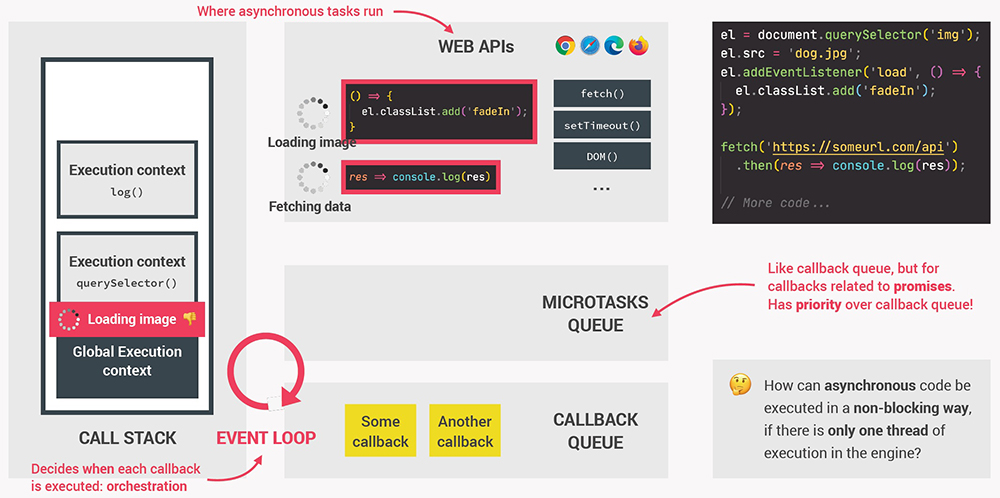 Where asynchronous tasks run
WEB APIs
() => {
el.classList.add('fadeIn');
}
Loading image
res => console.log(res)
Fetching data
fetch()
setTimeout()
DOM()
...
el = document.querySelector('img');
el.src = 'dog.jpg';
el.addEventListener('load', () => {
el.classList.add('fadeIn');
});
fetch('https://someurl.com/api')
.then(res => console.log(res));
// More code...
Execution context
log()
Execution context
querySelector()
Loading image 👎
Global Execution
context
CALL STACK
EVENT LOOP
Decides when each callback
is executed: orchestration
MICROTASKS
QUEUE
Like callback queue, but for
callbacks related to promises.
Has priority over callback queue!
Some
callback
Another
callback
CALLBACK
QUEUE
🤔 How can asynchronous code be
executed in a non-blocking way,
if there is only one thread of
execution in the engine?